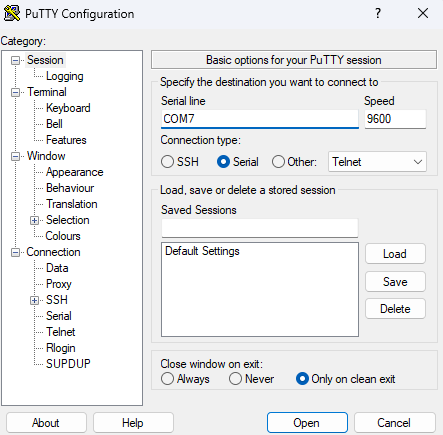 PuTTY Configuration
?
Category:
Session
Logging
Terminal
Keyboard
Bell
Features
Window
Appearance
Behaviour
Translation
Selection
Colours
Connection
Data
Proxy
SSH
Serial
Telnet
Rlogin
SUPDUP
Basic options for your PuTTY session
Specify the destination you want to connect to
Serial line Speed
COM7 9600
Connection type:
SSH Serial Other: Telnet
Load, save or delete a stored session
Saved Sessions
Default Settings
Load
Save
Delete
Close window on exit:
Always Never Only on clean exit
About Help Open Cancel